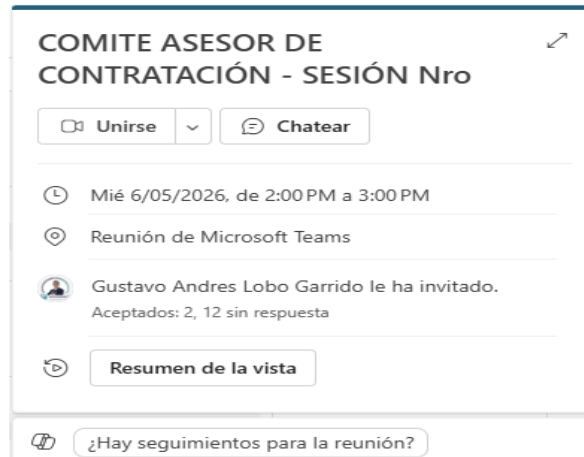 COMITE ASESOR DE
CONTRATACIÓN - SESIÓN Nro
Unirse
Chatear
Mié 6/05/2026, de 2:00 PM a 3:00 PM
Reunión de Microsoft Teams
Gustavo Andres Lobo Garrido le ha invitado.
Aceptados: 2, 12 sin respuesta
Resumen de la vista
¿Hay seguimientos para la reunión?